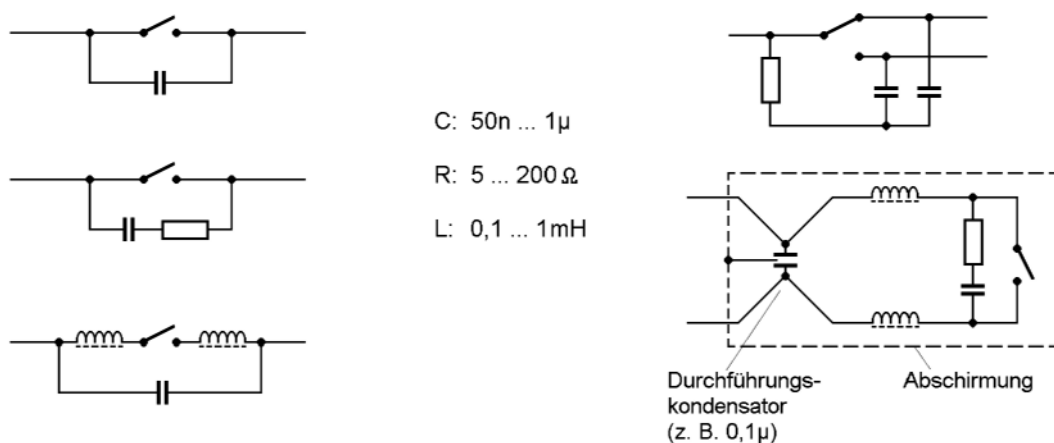 C: 50n ... 1µ
R: 5 ... 200 Ω
L: 0,1 ... 1mH
Durchführungs-
kondensator
(z. B. 0,1µ)
Abschirmung